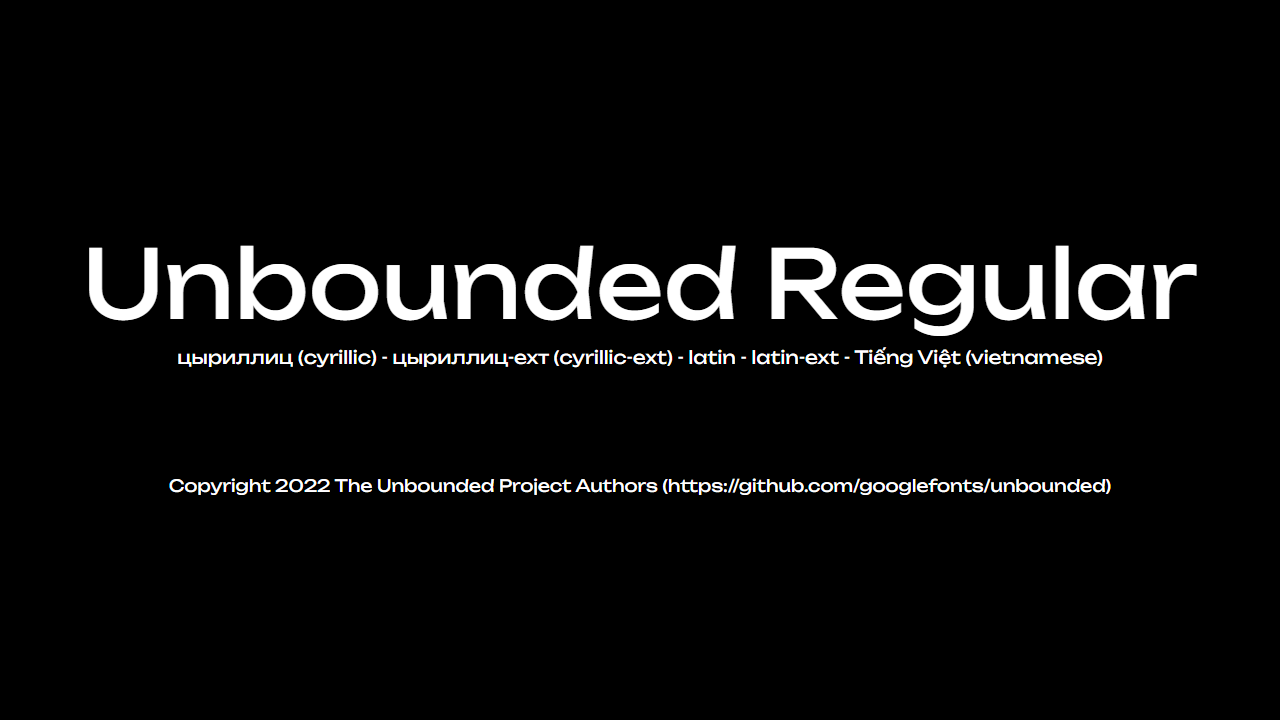 Unbounded Regular
цыриллиц (cyrillic) - цыриллиц-ехт (cyrillic-ext) - latin - latin-ext - Tiếng Việt (vietnamese)
Copyright 2022 The Unbounded Project Authors (https://github.com/googlefonts/unbounded)